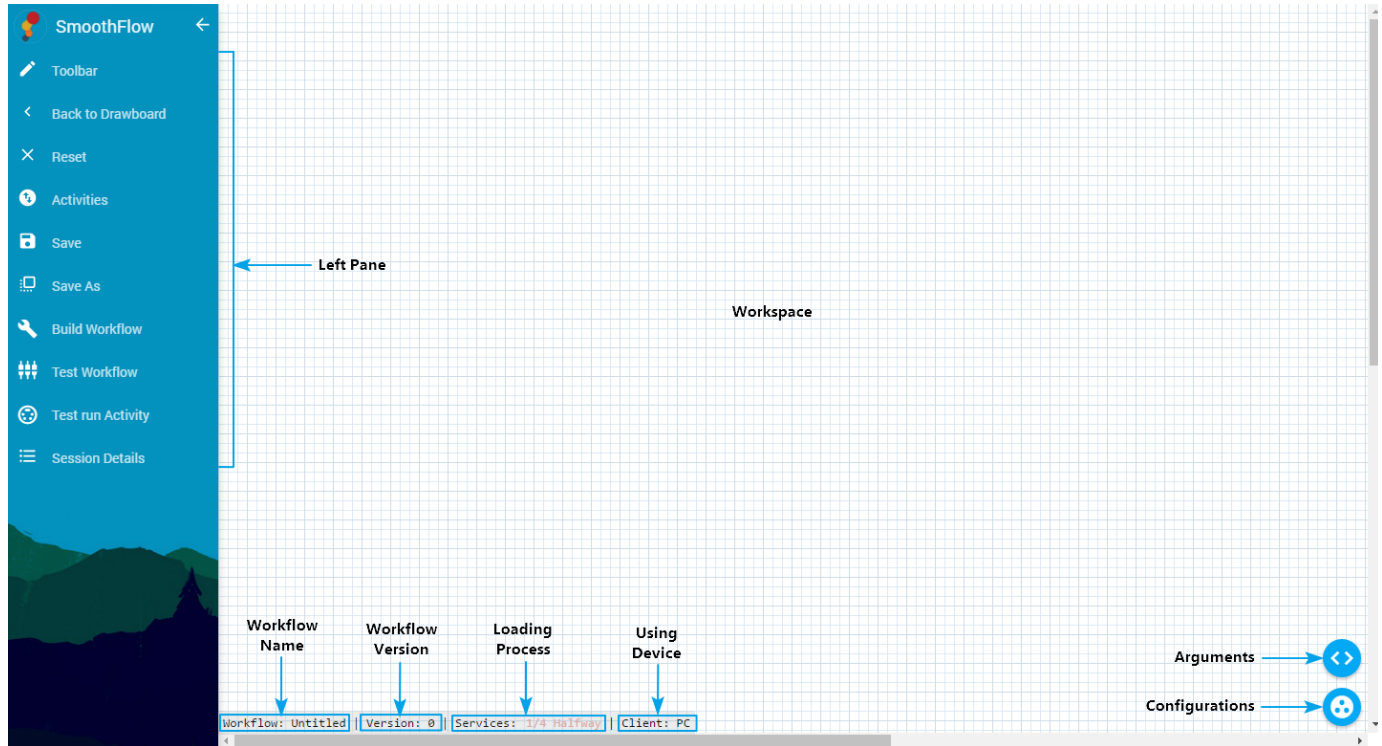 SmoothFlow
Toolbar
Back to Drawboard
Reset
Activities
Save
Save As
Build Workflow
Test Workflow
Test run Activity
Session Details
Left Pane
Workspace
Workflow
Name
Workflow
Version
Loading
Process
Using
Device
Arguments
Configurations
Workflow: Untitled | Version: 0 | Services: 1/4 Halfway | Client: PC